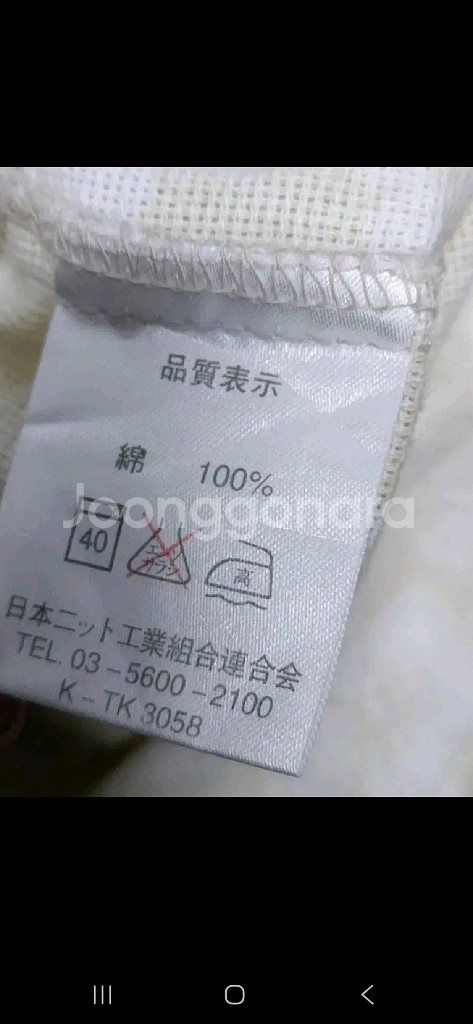 品質表示
綿 100%
Joonggonara
40 エンソ サラシ 高
日本ニット工業組合連合会
TEL. 03-5600-2100
K-TK 3058